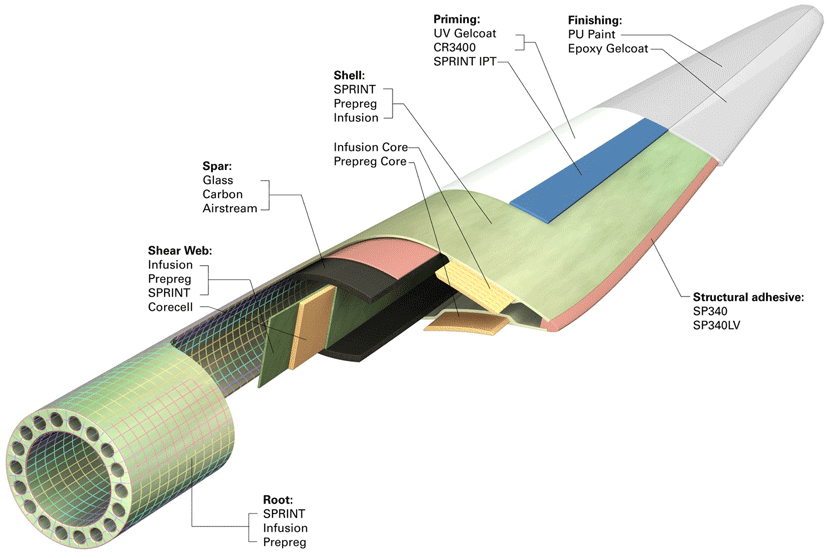 Priming:
UV Gelcoat
CR3400
SPRINT IPT
Finishing:
PU Paint
Epoxy Gelcoat
Shell:
SPRINT
Prepreg
Infusion
Infusion Core
Prepreg Core
Spar:
Glass
Carbon
Airstream
Shear Web:
Infusion
Prepreg
SPRINT
Corecell
Structural adhesive:
SP340
SP340LV
Root:
SPRINT
Infusion
Prepreg